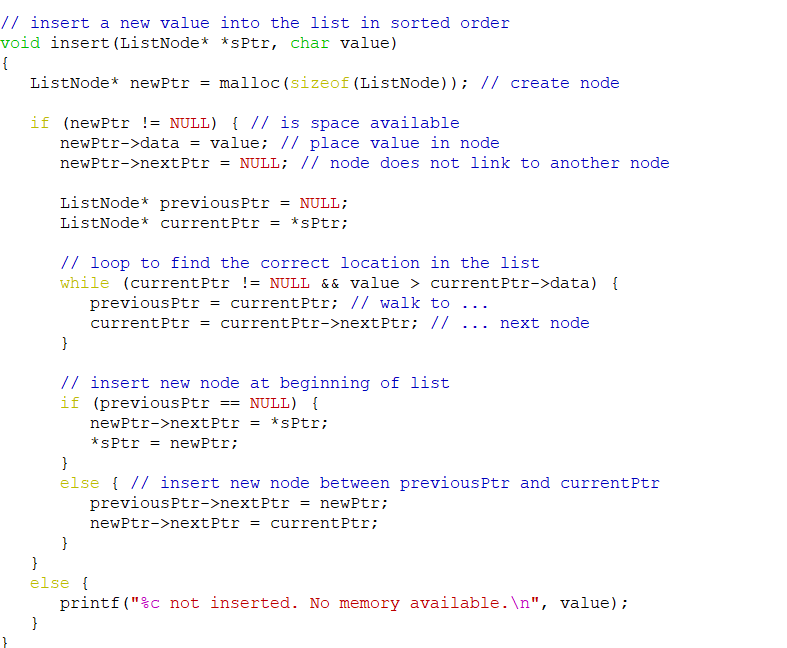 // insert a new value into the list in sorted order
void insert(ListNode* *sPtr, char value)
{
   ListNode* newPtr = malloc(sizeof(ListNode)); // create node

   if (newPtr != NULL) { // is space available
      newPtr->data = value; // place value in node
      newPtr->nextPtr = NULL; // node does not link to another node

      ListNode* previousPtr = NULL;
      ListNode* currentPtr = *sPtr;

      // loop to find the correct location in the list
      while (currentPtr != NULL && value > currentPtr->data) {
         previousPtr = currentPtr; // walk to ...
         currentPtr = currentPtr->nextPtr; // ... next node
      }

      // insert new node at beginning of list
      if (previousPtr == NULL) {
         newPtr->nextPtr = *sPtr;
         *sPtr = newPtr;
      }
      else { // insert new node between previousPtr and currentPtr
         previousPtr->nextPtr = newPtr;
         newPtr->nextPtr = currentPtr;
      }
   }
   else {
      printf("%c not inserted. No memory available.\n", value);
   }
}